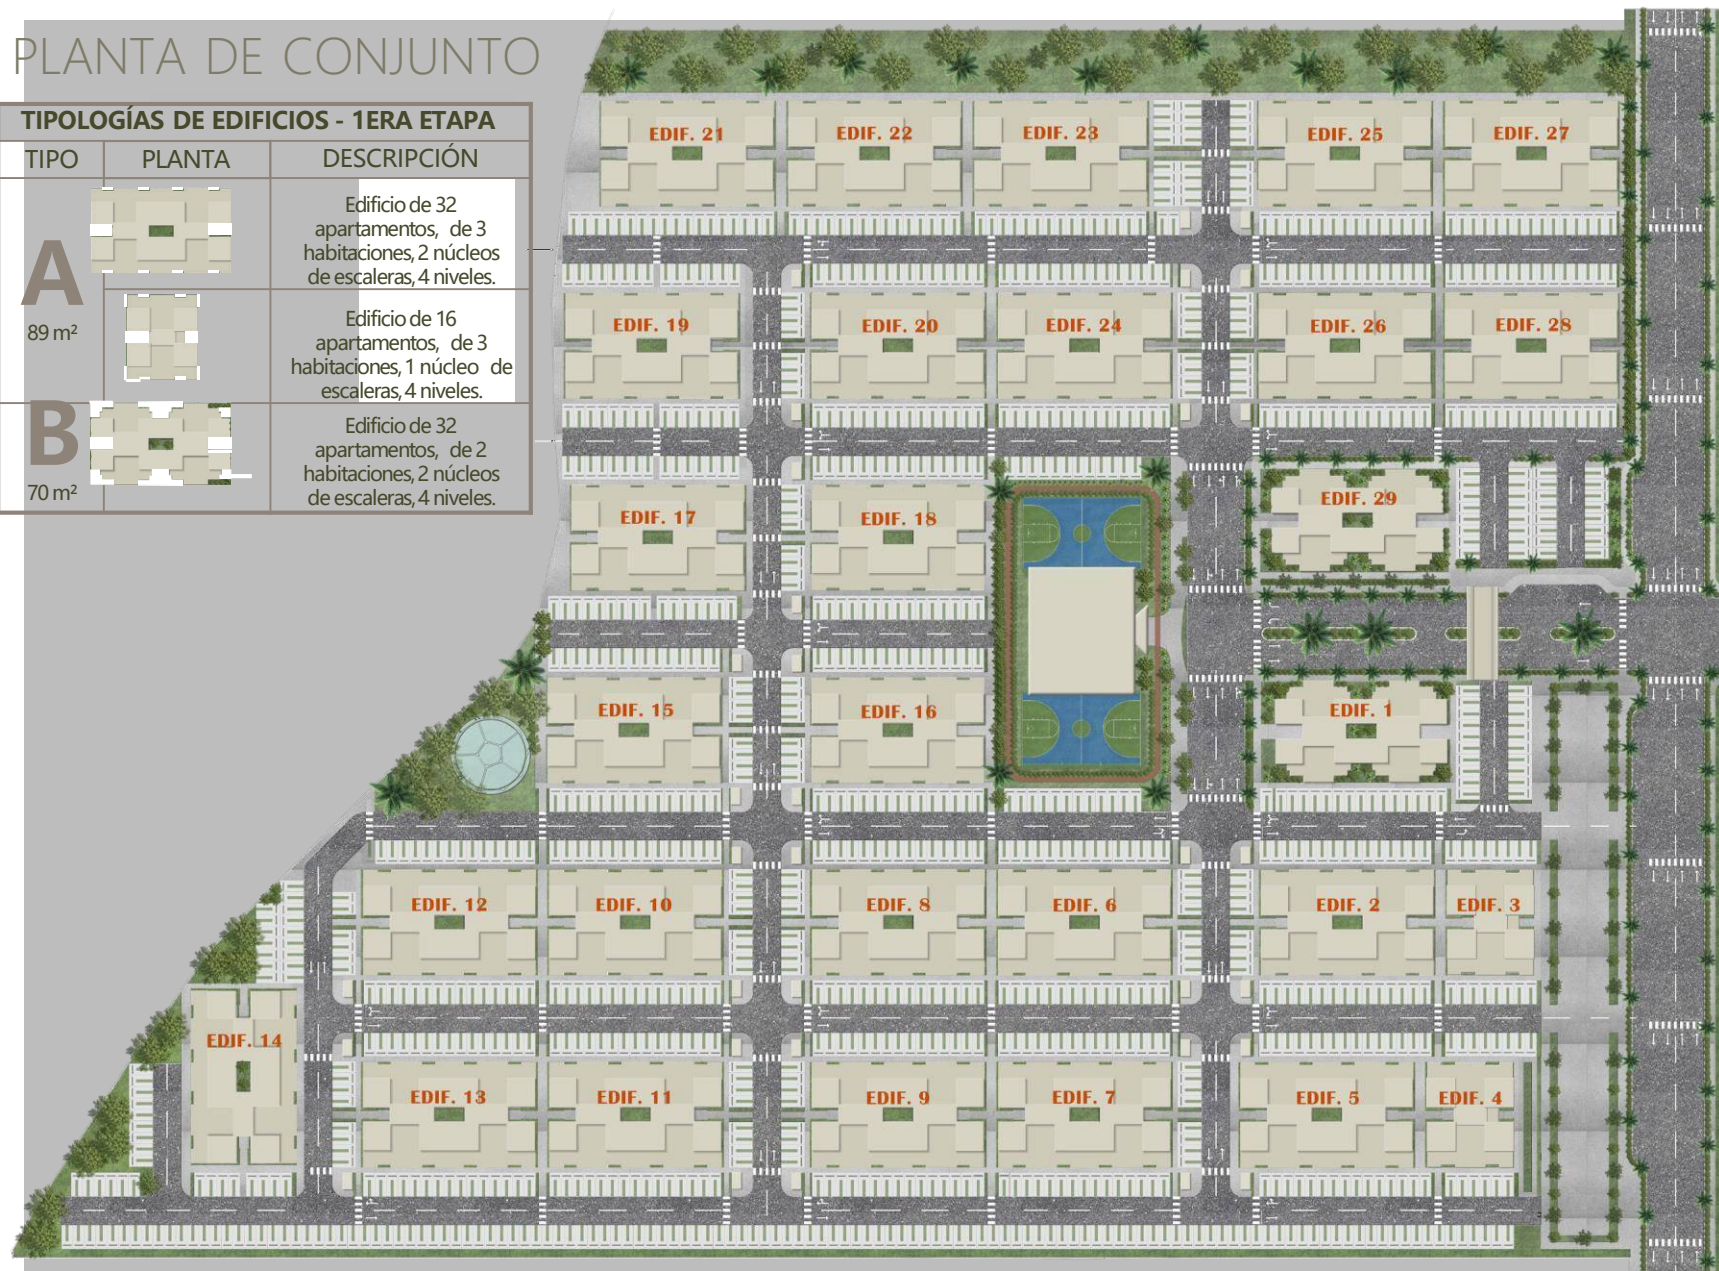 PLANTA DE CONJUNTO
TIPOLOGÍAS DE EDIFICIOS - 1ERA ETAPA
TIPO PLANTA DESCRIPCIÓN
A
89 m²
Edificio de 32
apartamentos, de 3
habitaciones, 2 núcleos
de escaleras, 4 niveles.
Edificio de 16
apartamentos, de 3
habitaciones, 1 núcleo de
escaleras, 4 niveles.
B
70 m²
Edificio de 32
apartamentos, de 2
habitaciones, 2 núcleos
de escaleras, 4 niveles.
EDIF. 21 EDIF. 22 EDIF. 23 EDIF. 25 EDIF. 27
EDIF. 19 EDIF. 20 EDIF. 24 EDIF. 26 EDIF. 28
EDIF. 17 EDIF. 18 EDIF. 29
EDIF. 15 EDIF. 16 EDIF. 1
EDIF. 12 EDIF. 10 EDIF. 8 EDIF. 6 EDIF. 2 EDIF. 3
EDIF. 14
EDIF. 13 EDIF. 11 EDIF. 9 EDIF. 7 EDIF. 5 EDIF. 4